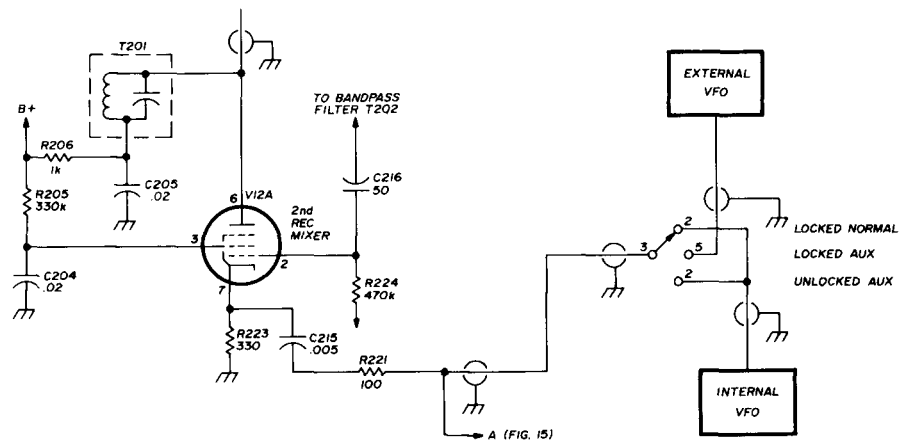 T201
B+
R206
1k
R205
330k
C205
.02
C204
.02
6
V12A
2nd
REC
MIXER
3
2
7
TO BANDPASS
FILTER T202
C216
50
R224
470k
R223
330
C215
.005
R221
100
A (FIG. 15)
EXTERNAL
VFO
3
2
5
2
LOCKED NORMAL
LOCKED AUX
UNLOCKED AUX
INTERNAL
VFO